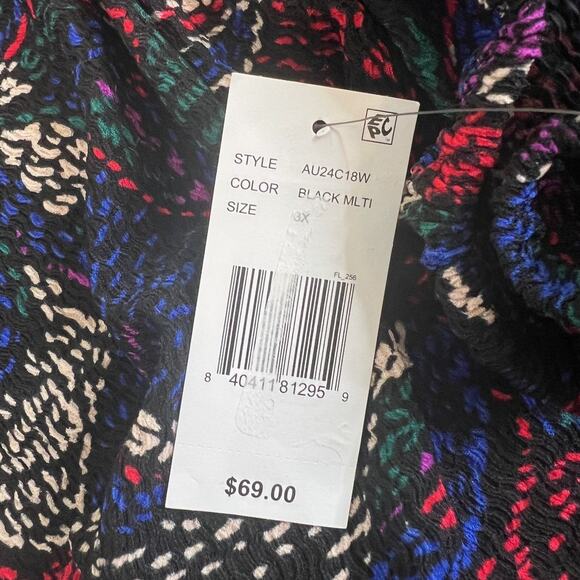 EPC
STYLE AU24C18W
COLOR BLACK MLTI
SIZE 3X
FL_256
8 40411 81295 9
$69.00